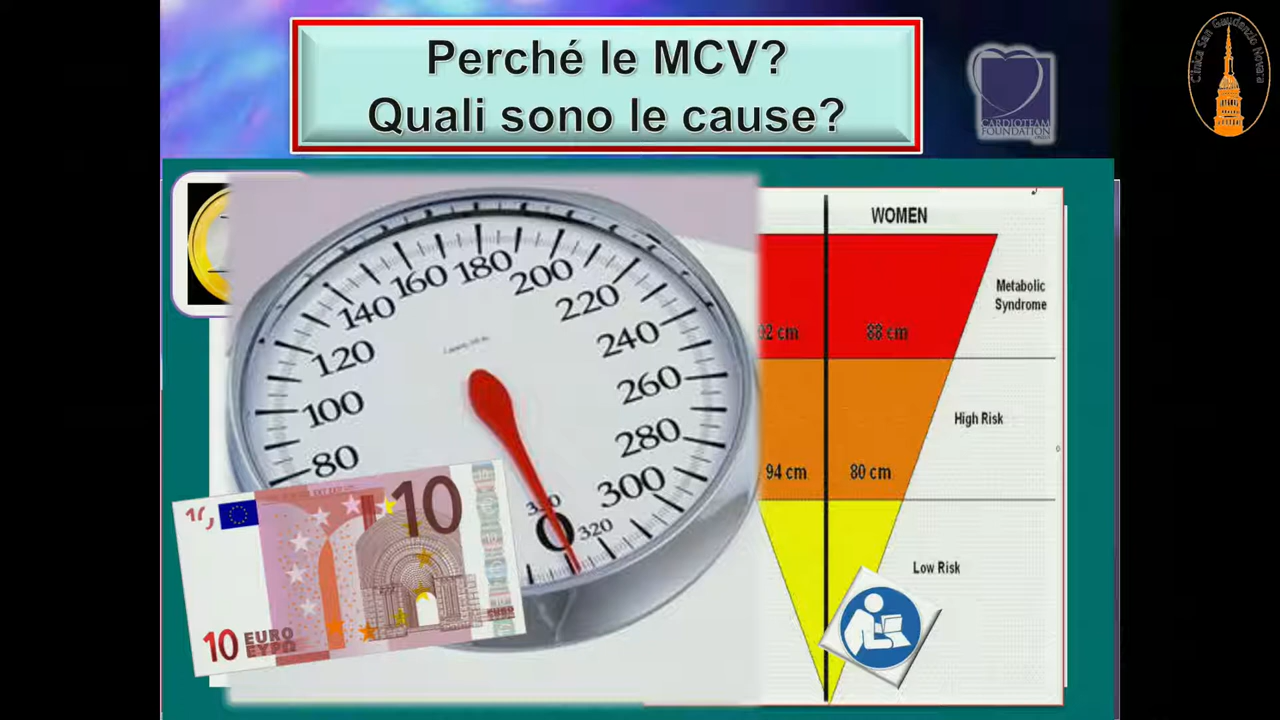 Perché le MCV?
Quali sono le cause?
CARDIOTEAM
FOUNDATION
Clinica San Gaudenzio Novara
WOMEN
Metabolic
Syndrome
88 cm
High Risk
94 cm
80 cm
Low Risk
80
100
120
140
160
180
200
220
240
260
280
300
320
0
10
10 EURO
ΕΥΡΩ